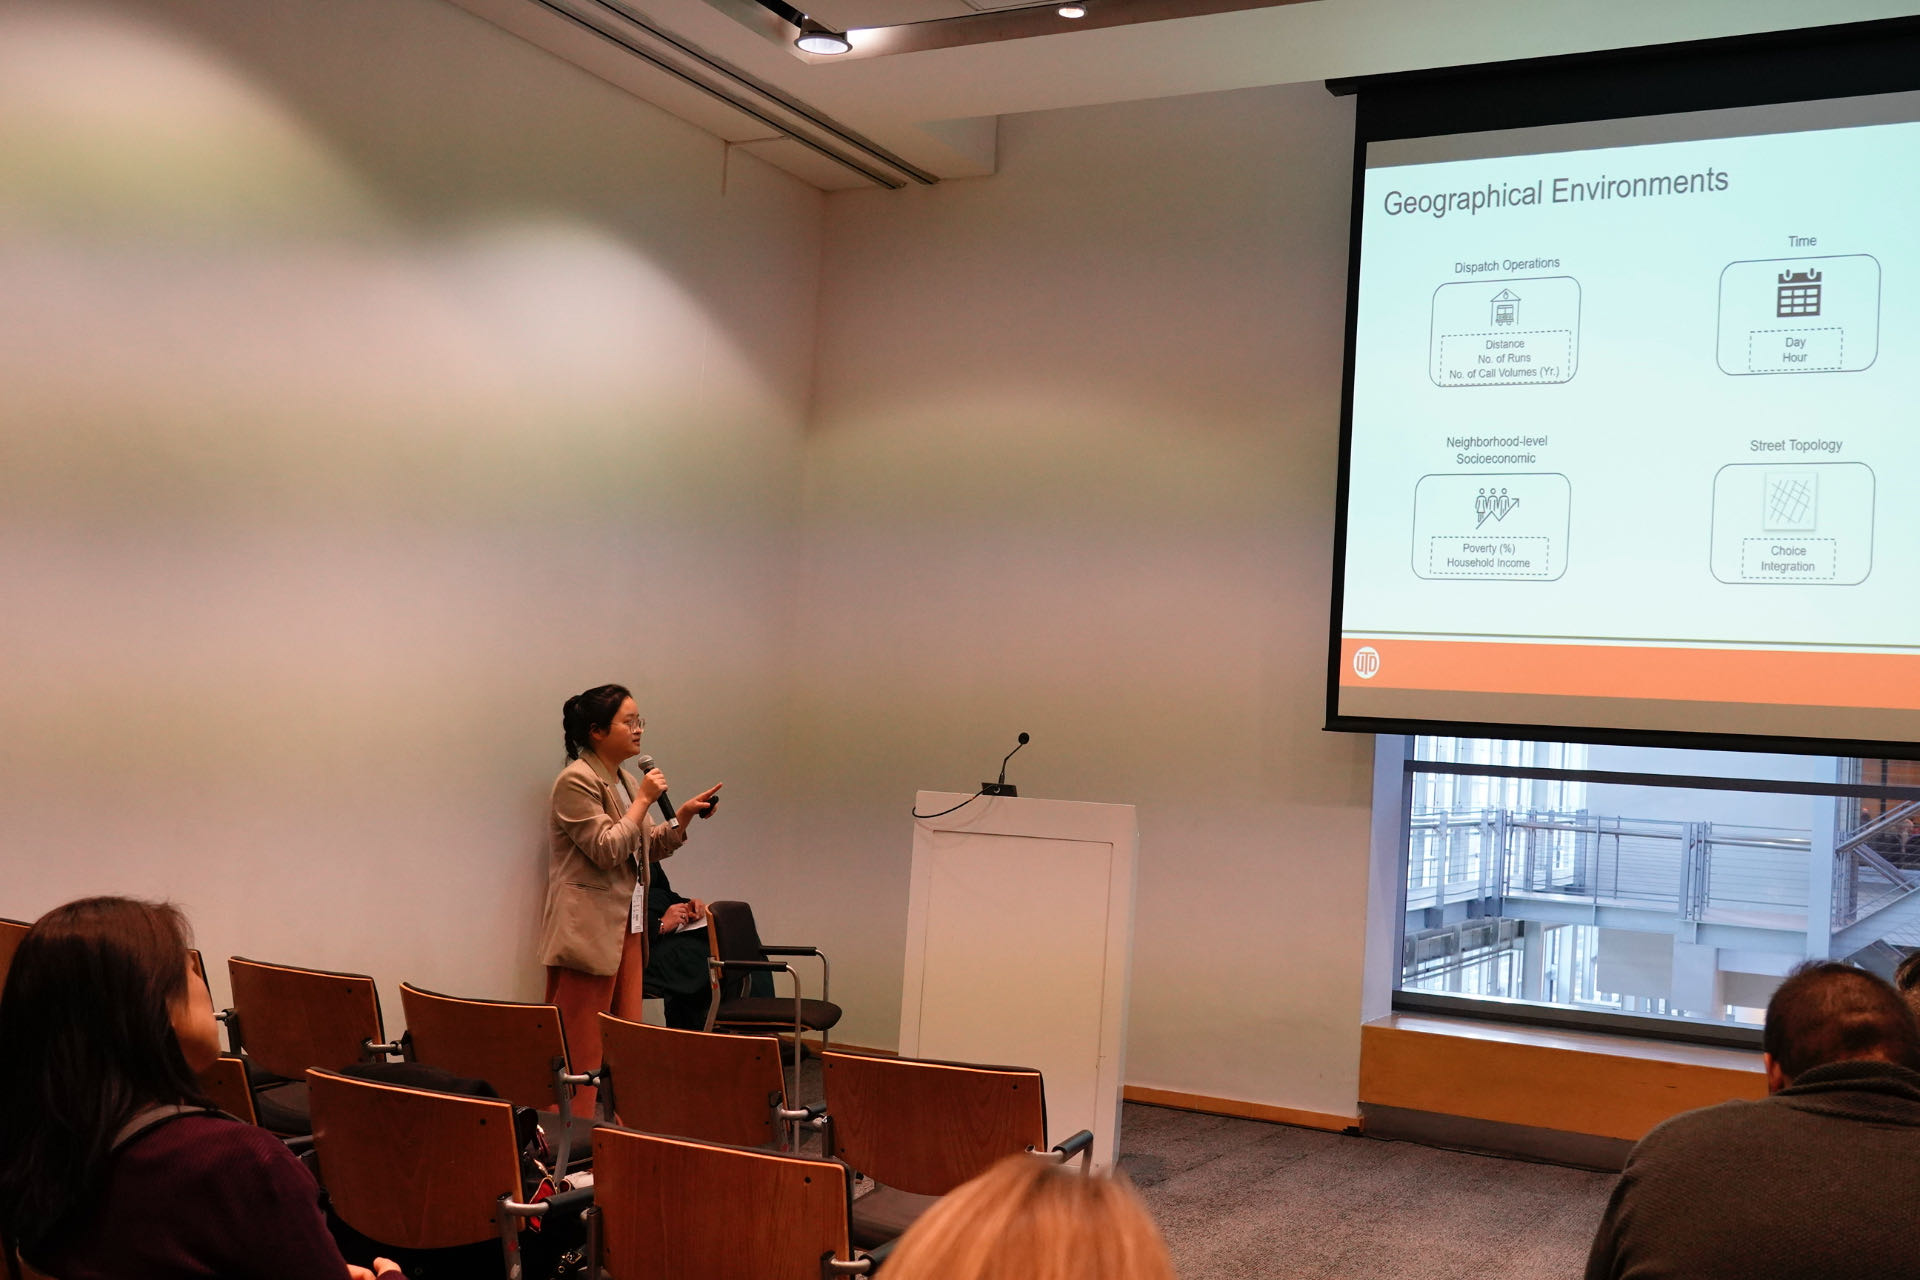 Geographical Environments
Dispatch Operations
Distance
No. of Runs
No. of Call Volumes (Yr.)
Time
Day
Hour
Neighborhood-level
Socioeconomic
Poverty (%)
Household Income
Street Topology
Choice
Integration
UTD